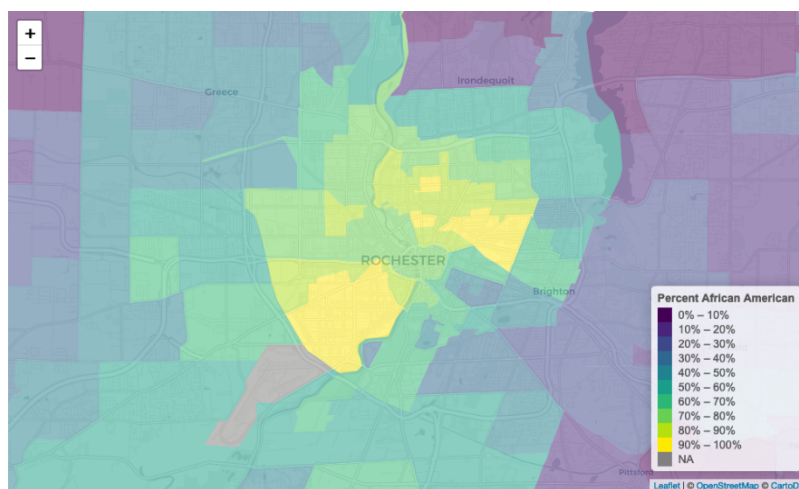 +
−
Greece
Irondequoit
ROCHESTER
Brighton
Percent African American
0% – 10%
10% – 20%
20% – 30%
30% – 40%
40% – 50%
50% – 60%
60% – 70%
70% – 80%
80% – 90%
90% – 100%
NA
Pittsford
Leaflet | © OpenStreetMap © CartoD